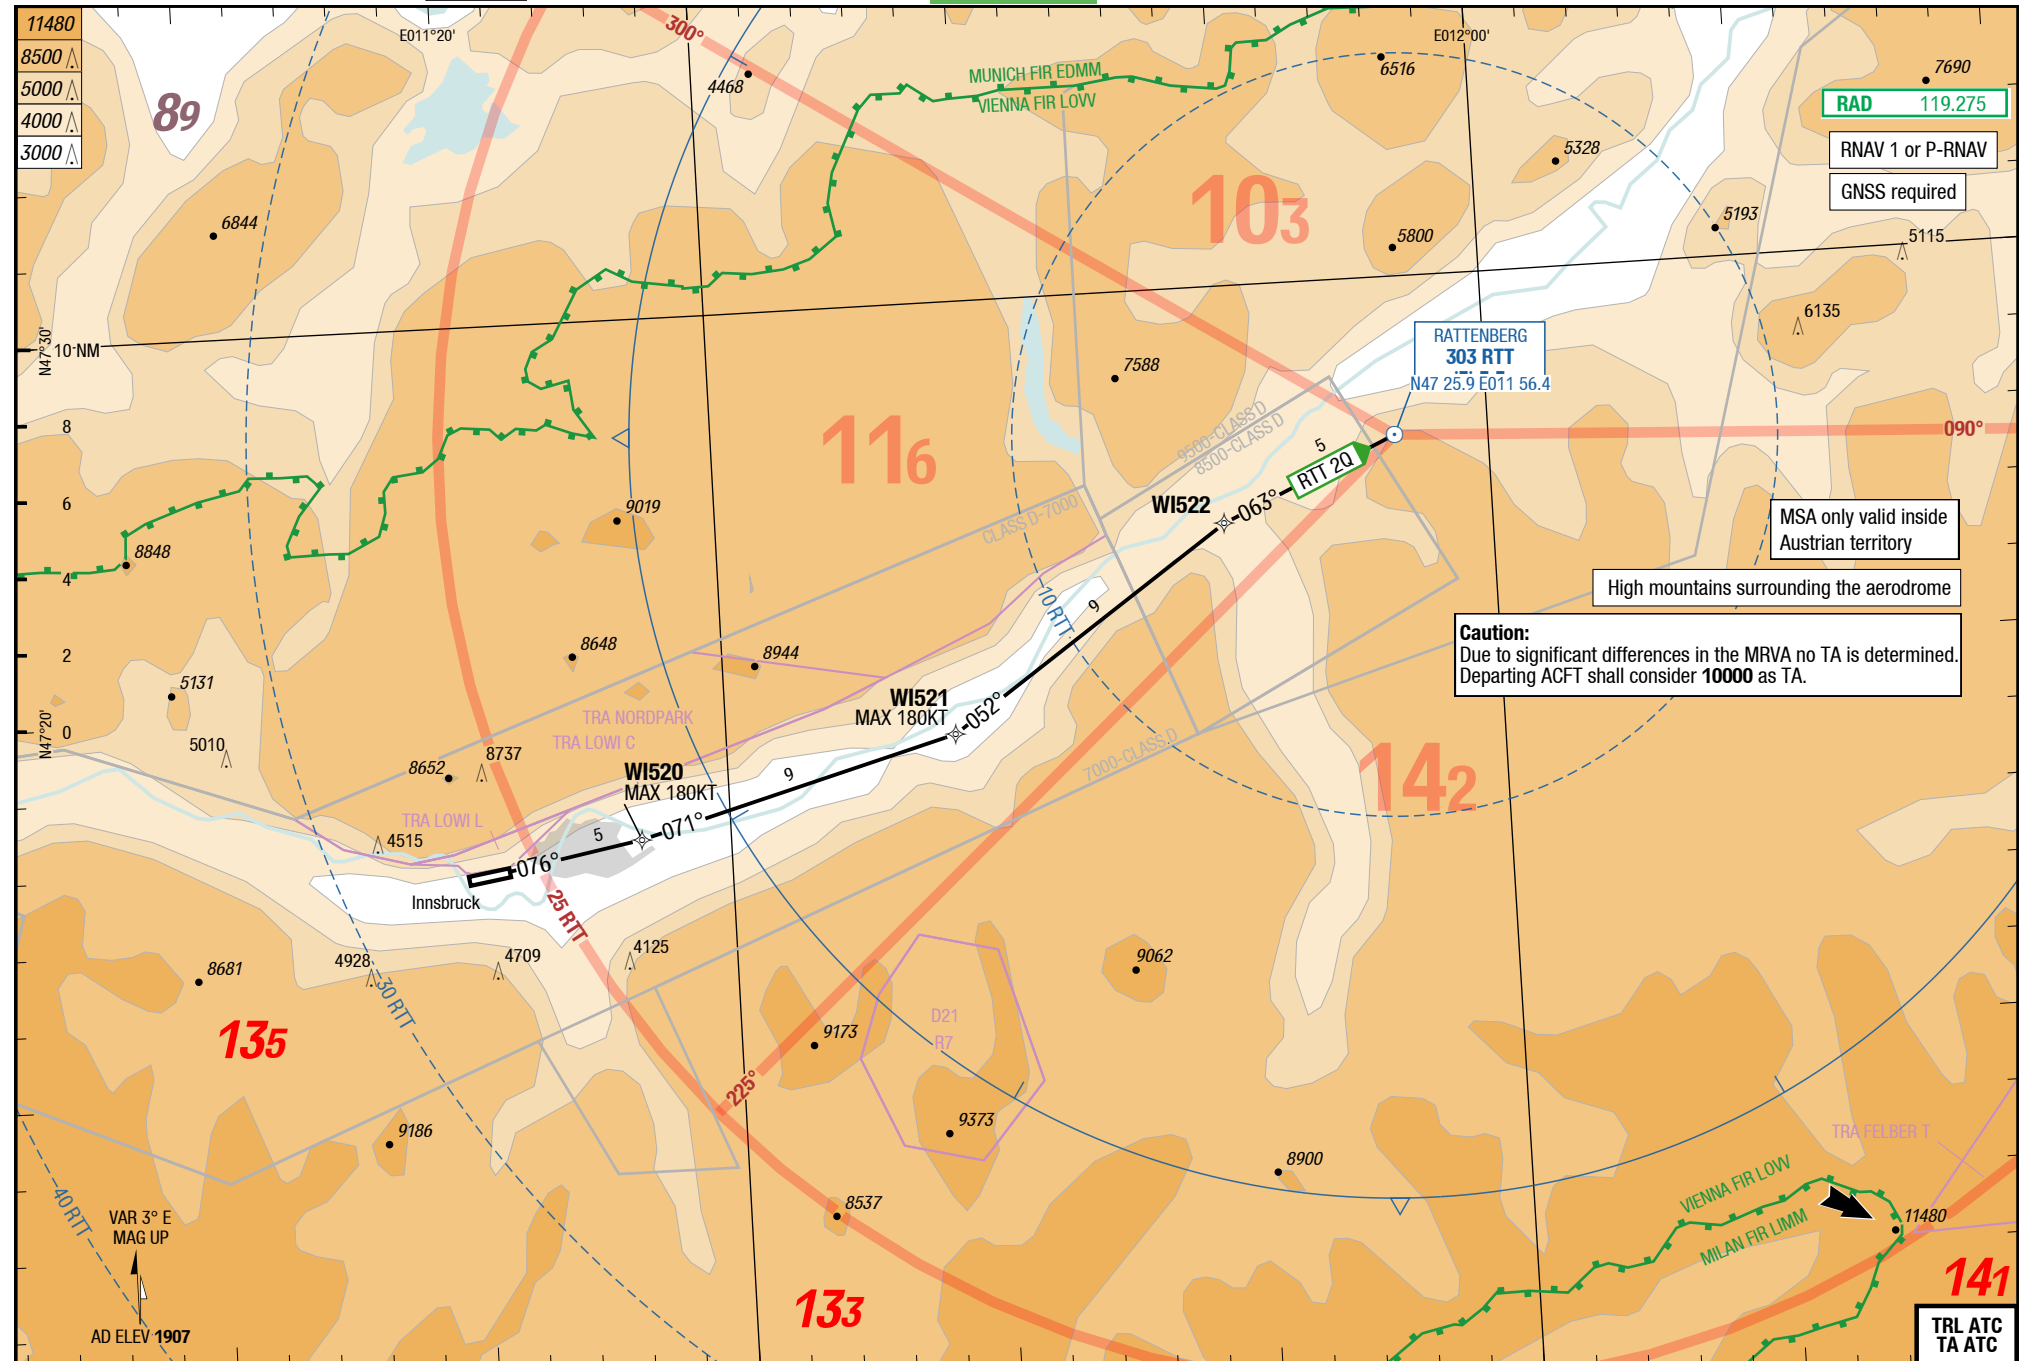 11480
8500
5000
4000
3000
89
E011°20'
300°
4468
MUNICH FIR EDMM
VIENNA FIR LOVV
6516
E012°00'
7690
RAD 119.275
RNAV 1 or P-RNAV
GNSS required
5328
5193
5115
6844
103
5800
6135
N47°30'
10 NM
RATTENBERG
303 RTT
N47 25.9 E011 56.4
7588
8
116
9500-CLASS D
8500-CLASS D
5
RTT 2Q
090°
6
9019
CLASS D-7000
WI522
063°
MSA only valid inside
Austrian territory
8848
4
High mountains surrounding the aerodrome
10 RTT
9
Caution:
Due to significant differences in the MRVA no TA is determined.
Departing ACFT shall consider 10000 as TA.
2
8648
8944
5131
WI521
MAX 180KT
052°
TRA NORDPARK
TRA LOWI C
N47°20'
0
5010
8652
8737
7000-CLASS D
142
WI520
MAX 180KT
9
TRA LOWI L
4515
5
071°
076°
Innsbruck
25 RTT
4928
4709
4125
8681
30 RTT
9062
135
9173
D21
R7
225°
9373
9186
8900
TRA FELBER T
40 RTT
VAR 3° E
MAG UP
8537
VIENNA FIR LOVV
MILAN FIR LIMM
11480
133
141
AD ELEV 1907
TRL ATC
TA ATC